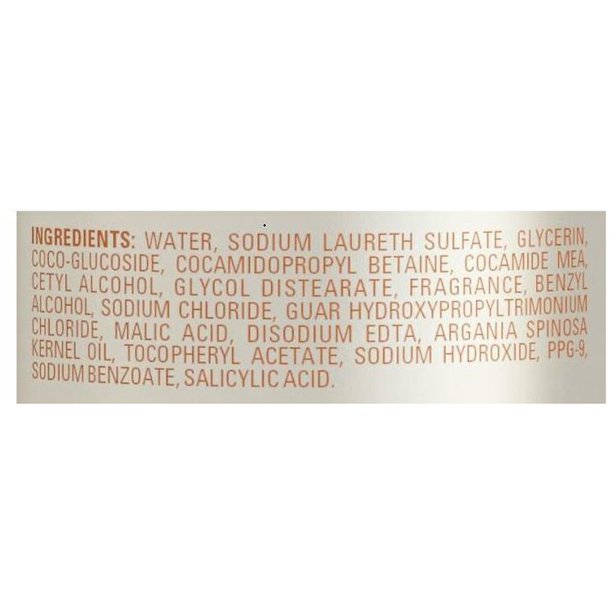 INGREDIENTS: WATER, SODIUM LAURETH SULFATE, GLYCERIN,
COCO-GLUCOSIDE, COCAMIDOPROPYL BETAINE, COCAMIDE MEA,
CETYL ALCOHOL, GLYCOL DISTEARATE, FRAGRANCE, BENZYL
ALCOHOL, SODIUM CHLORIDE, GUAR HYDROXYPROPYLTRIMONIUM
CHLORIDE, MALIC ACID, DISODIUM EDTA, ARGANIA SPINOSA
KERNEL OIL, TOCOPHERYL ACETATE, SODIUM HYDROXIDE, PPG-9,
SODIUM BENZOATE, SALICYLIC ACID.